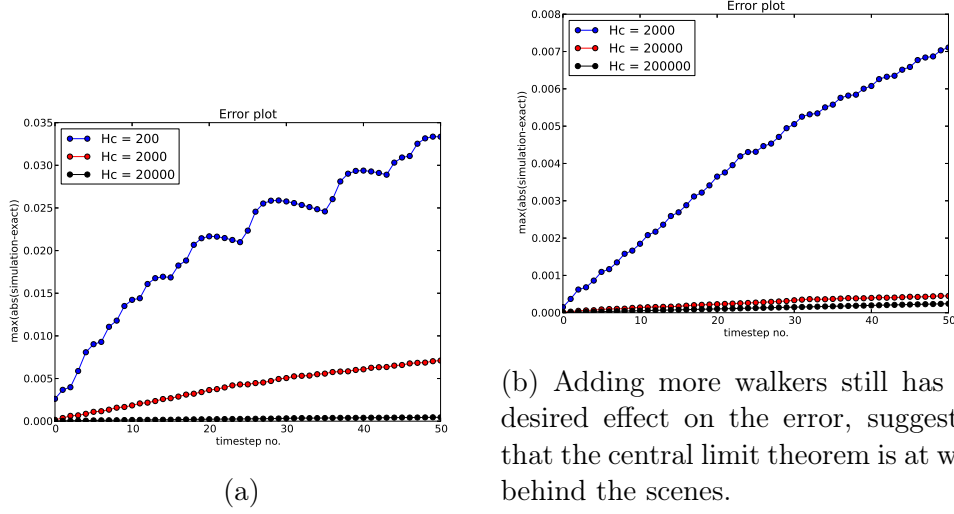 Error plot
Hc = 200
Hc = 2000
Hc = 20000
max(abs(simulation-exact))
0.035
0.030
0.025
0.020
0.015
0.010
0.005
0.000
0 10 20 30 40 50
timestep no.
(a)
Error plot
Hc = 2000
Hc = 20000
Hc = 200000
max(abs(simulation-exact))
0.008
0.007
0.006
0.005
0.004
0.003
0.002
0.001
0.000
0 10 20 30 40 50
timestep no.
(b) Adding more walkers still has
desired effect on the error, suggest
that the central limit theorem is at w
behind the scenes.